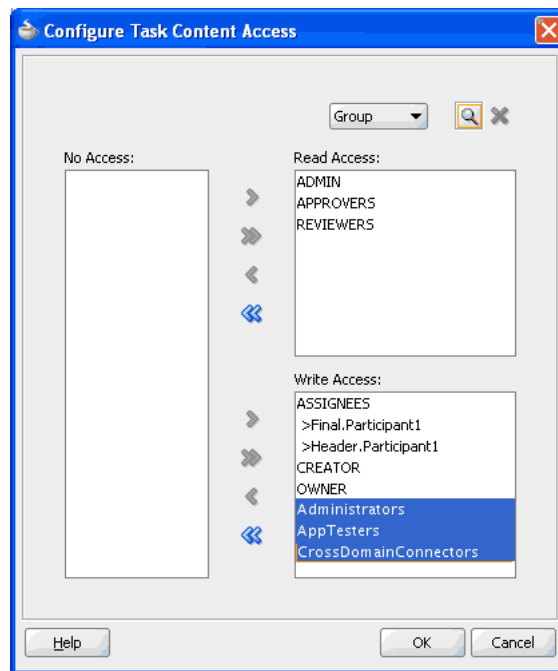 Configure Task Content Access
Group
No Access:
Read Access:
ADMIN
APPROVERS
REVIEWERS
Write Access:
ASSIGNEES
>Final.Participant1
>Header.Participant1
CREATOR
OWNER
Administrators
AppTesters
CrossDomainConnectors
Help
OK
Cancel